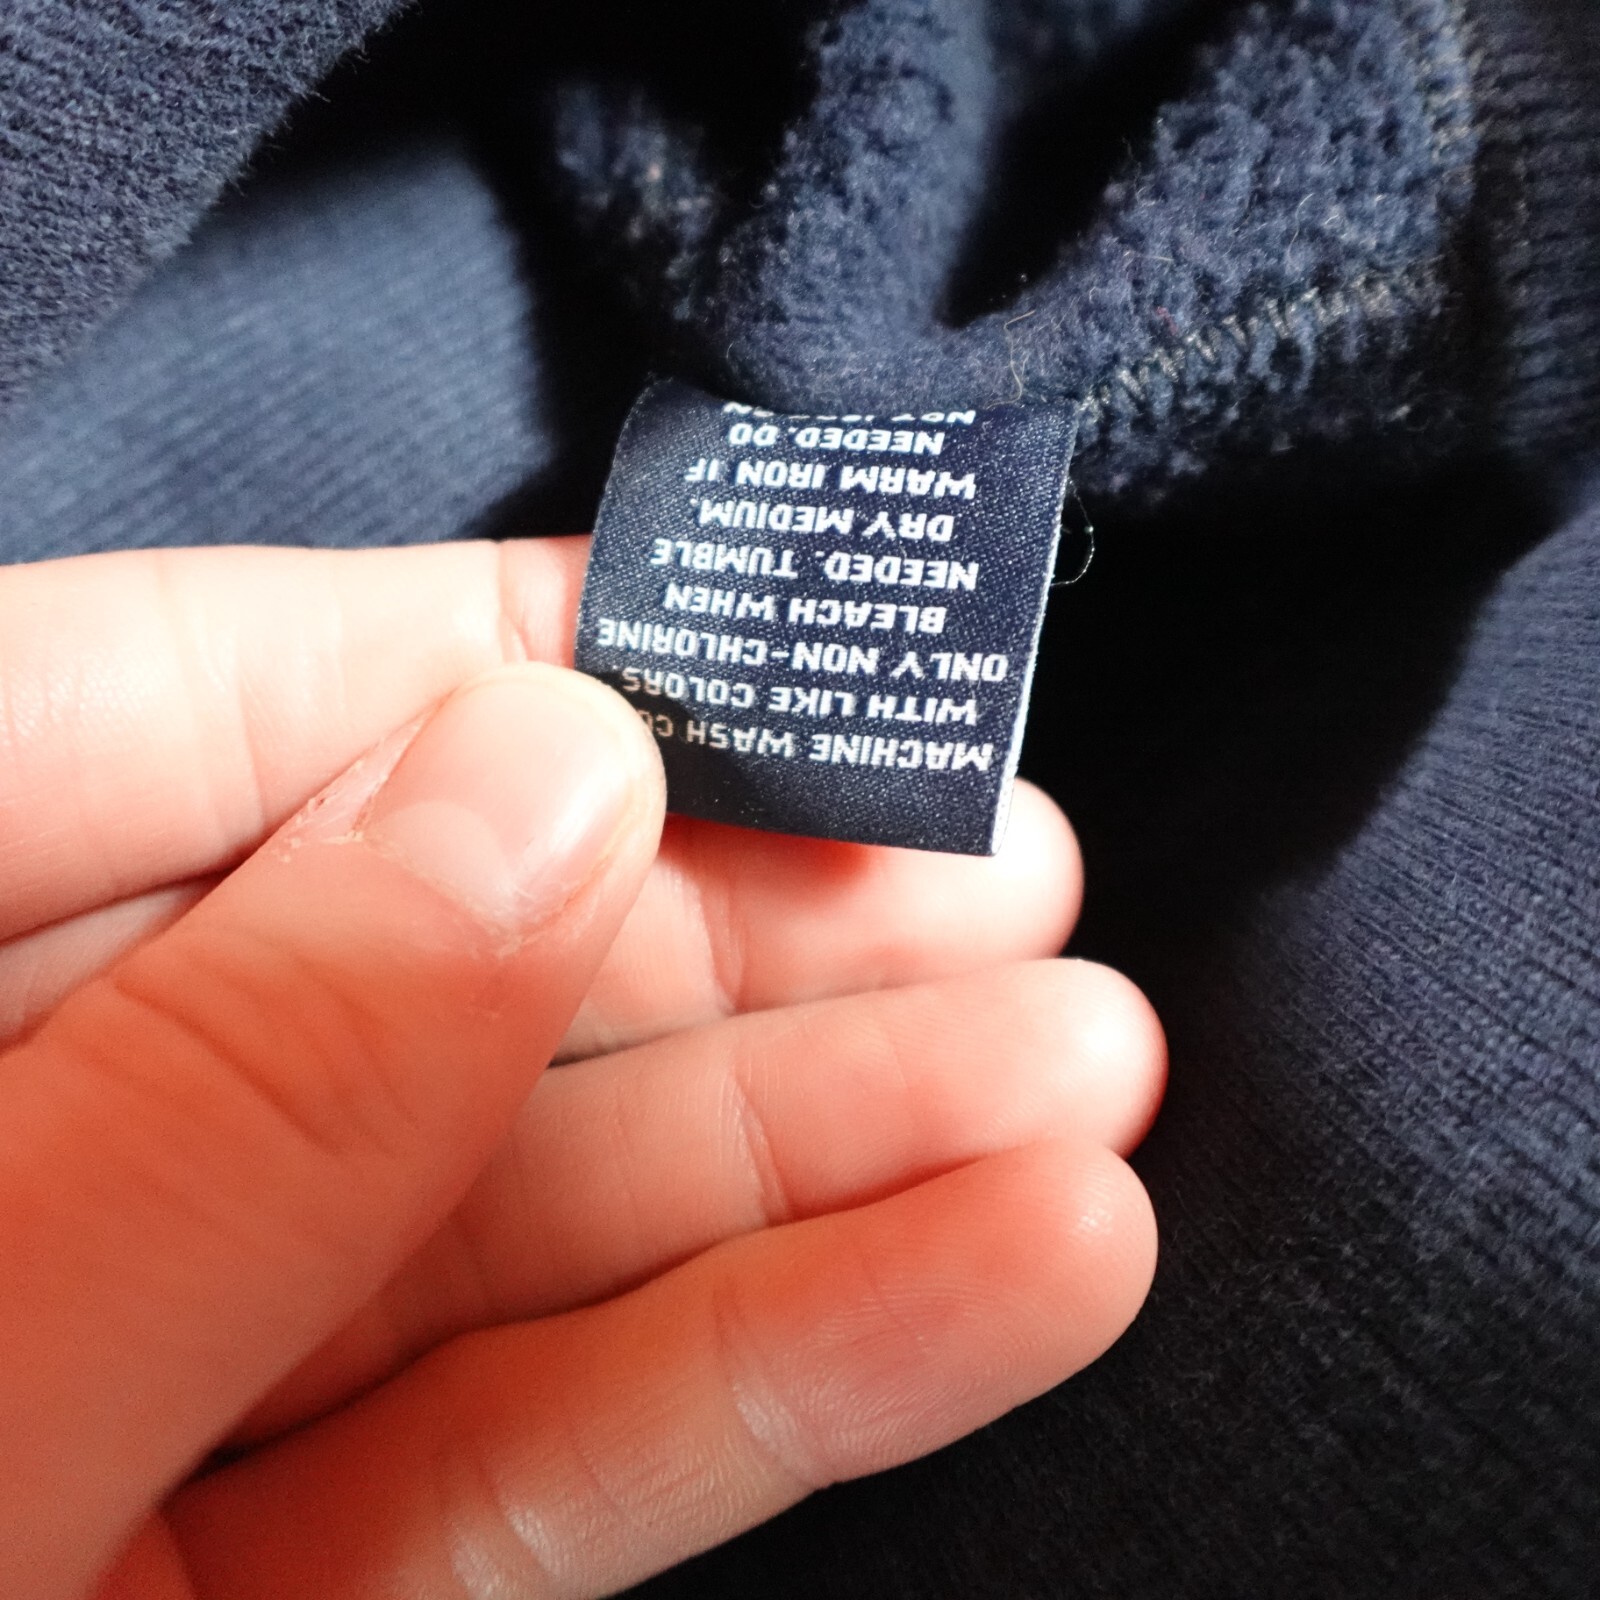 MACHINE WASH
WITH LIKE COLORS.
ONLY NON-CHLORINE
BLEACH WHEN
NEEDED. TUMBLE
DRY MEDIUM.
WARM IRON IF
NEEDED. DO